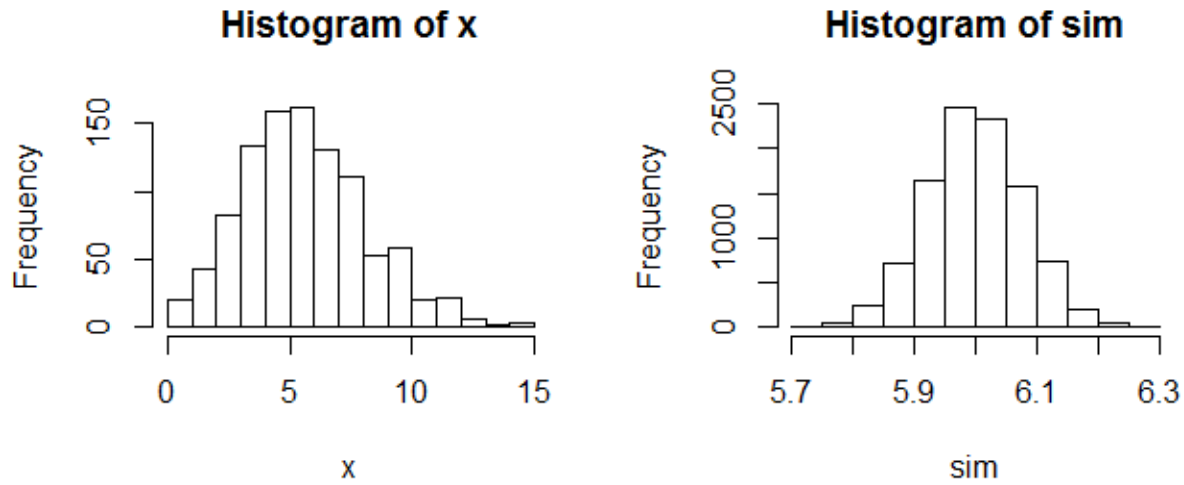 Histogram of x
Frequency
150
50
0
0 5 10 15
x
Histogram of sim
Frequency
2500
1000
0
5.7 5.9 6.1 6.3
sim